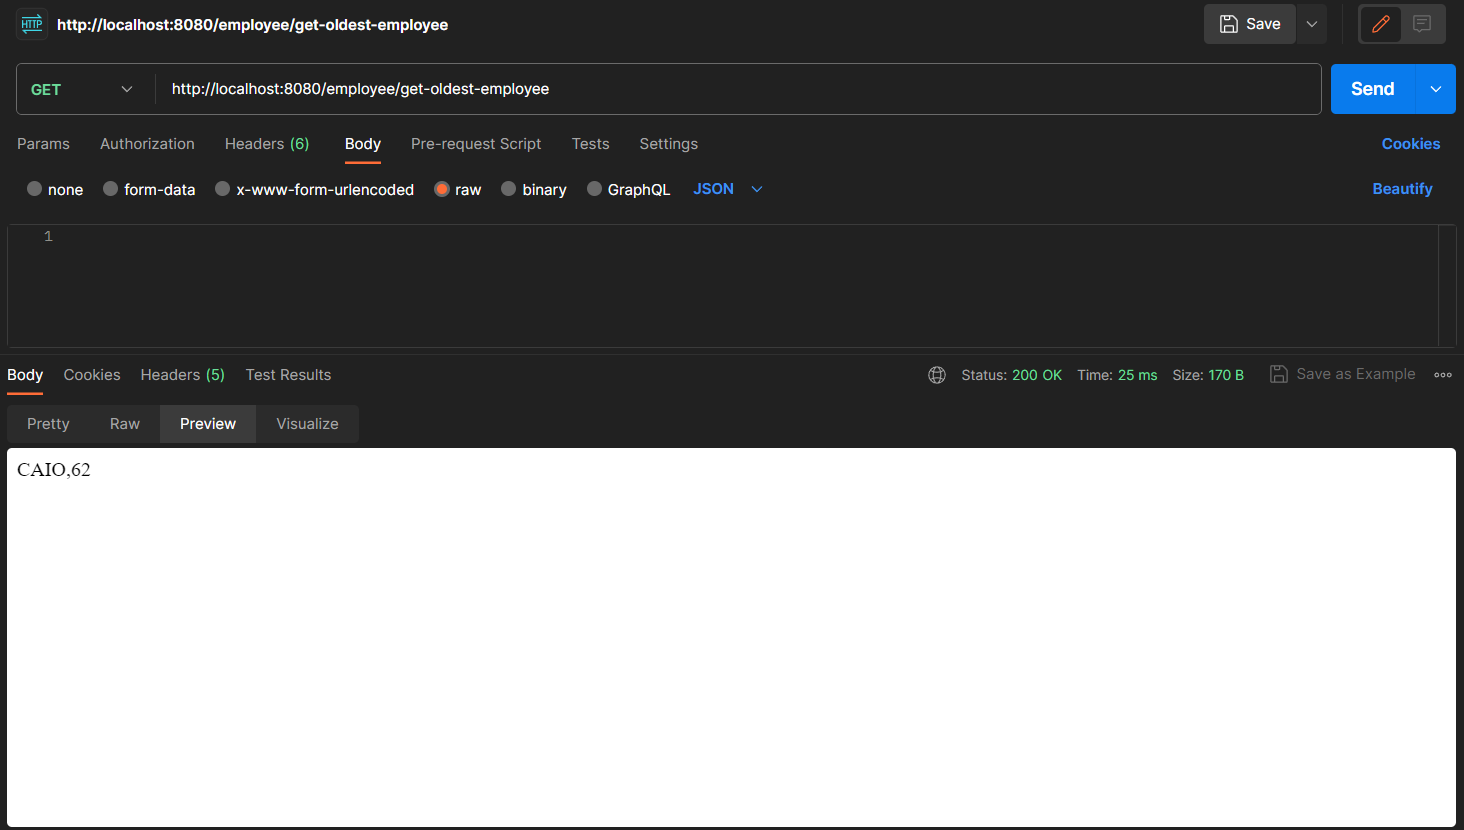 HTTP http://localhost:8080/employee/get-oldest-employee Save
GET http://localhost:8080/employee/get-oldest-employee Send
Params Authorization Headers (6) Body Pre-request Script Tests Settings Cookies
none form-data x-www-form-urlencoded raw binary GraphQL JSON Beautify
1
Body Cookies Headers (5) Test Results Status: 200 OK Time: 25 ms Size: 170 B Save as Example
Pretty Raw Preview Visualize
CAIO,62